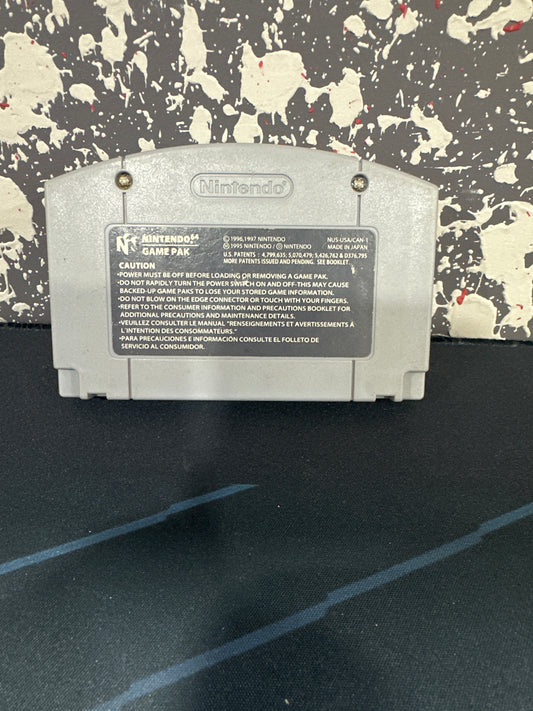 Nintendo®
NINTENDO 64
GAME PAK
© 1996,1997 NINTENDO
Ⓜ 1995 NINTENDO / Ⓒ NINTENDO
NUS-USA/CAN-1
MADE IN JAPAN
U.S. PATENTS : 4,799,635; 5,070,479; 5,426,762 & D376,795
MORE PATENTS ISSUED AND PENDING. SEE BOOKLET.
CAUTION
•POWER MUST BE OFF BEFORE LOADING OR REMOVING A GAME PAK.
•DO NOT RAPIDLY TURN THE POWER SWITCH ON AND OFF-THIS MAY CAUSE
BACKED-UP GAME PAKS TO LOSE YOUR STORED GAME INFORMATION.
•DO NOT BLOW ON THE EDGE CONNECTOR OR TOUCH WITH YOUR FINGERS.
•REFER TO THE CONSUMER INFORMATION AND PRECAUTIONS BOOKLET FOR
ADDITIONAL PRECAUTIONS AND MAINTENANCE DETAILS.
•VEUILLEZ CONSULTER LE MANUAL "RENSEIGNEMENTS ET AVERTISSEMENTS À
L'INTENTION DES CONSOMMATEURS."
•PARA PRECAUCIONES E INFORMACIÓN CONSULTE EL FOLLETO DE
SERVICIO AL CONSUMIDOR.